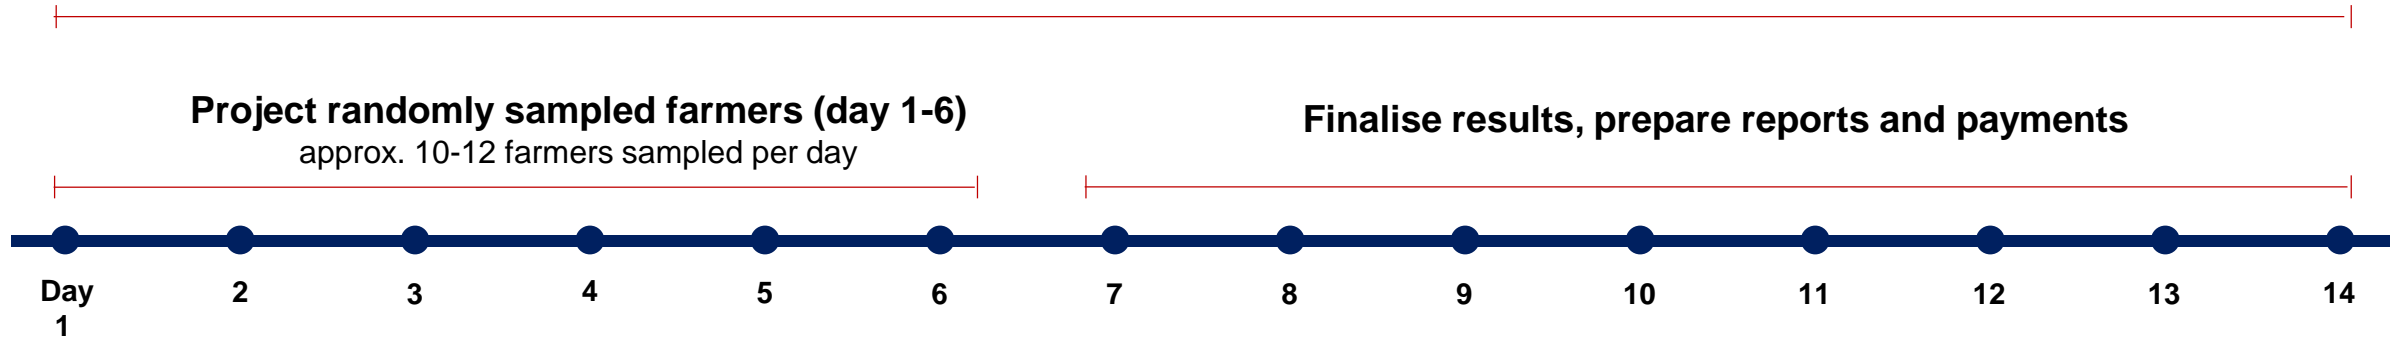 Project randomly sampled farmers (day 1-6)
approx. 10-12 farmers sampled per day
Finalise results, prepare reports and payments
Day 2 3 4 5 6 7 8 9 10 11 12 13 14
1